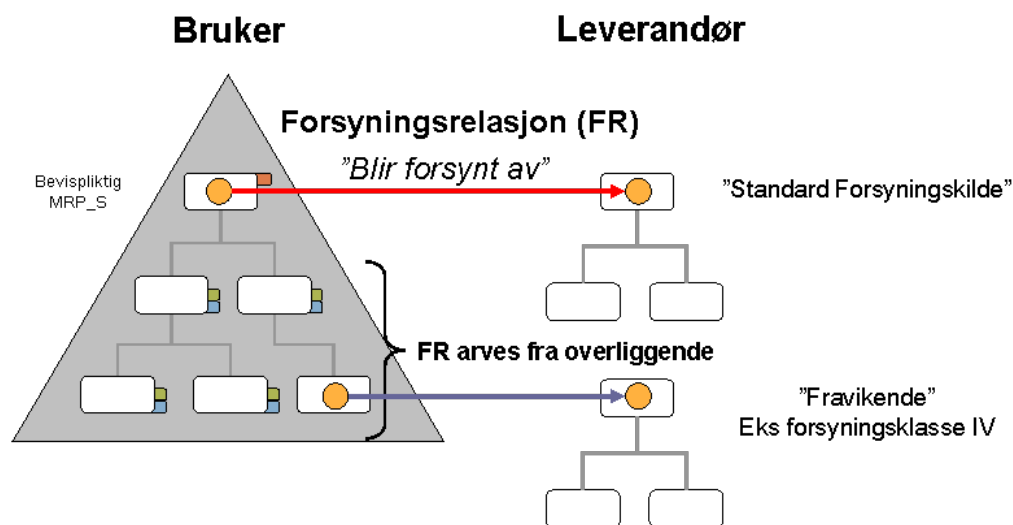 Bruker
Leverandør
Forsyningsrelasjon (FR)
"Blir forsynt av"
Bevispliktig
MRP_S
"Standard Forsyningskilde"
FR arves fra overliggende
"Fravikende"
Eks forsyningsklasse IV